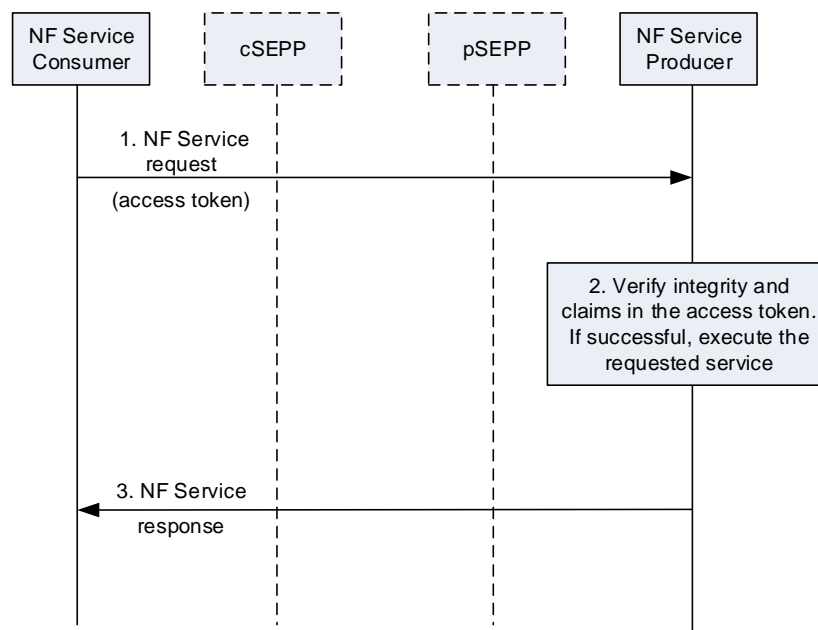 NF Service
Consumer
cSEPP
pSEPP
NF Service
Producer
1. NF Service
request
(access token)
2. Verify integrity and
claims in the access token.
If successful, execute the
requested service
3. NF Service
response